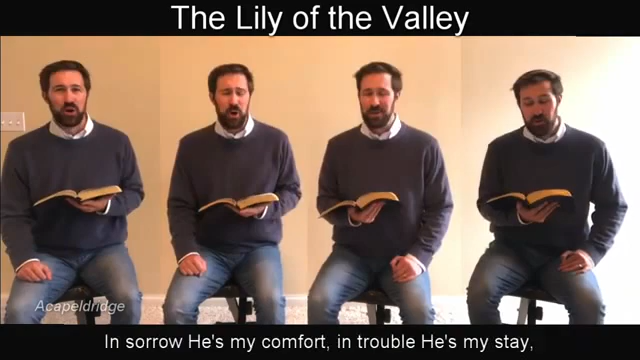 The Lily of the Valley
Acapeldridge
In sorrow He's my comfort, in trouble He's my stay,